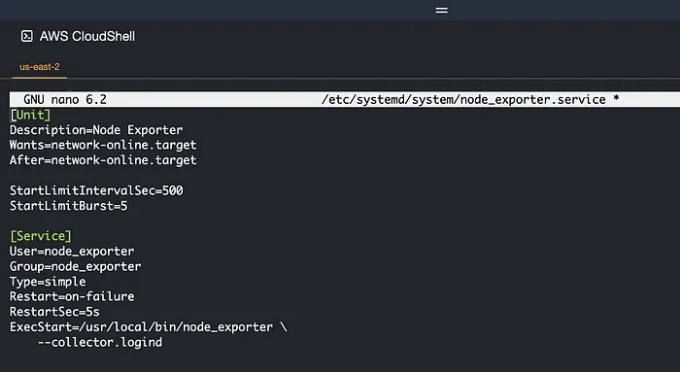 AWS CloudShell
us-east-2
GNU nano 6.2 /etc/systemd/system/node_exporter.service *
[Unit]
Description=Node Exporter
Wants=network-online.target
After=network-online.target
StartLimitIntervalSec=500
StartLimitBurst=5
[Service]
User=node_exporter
Group=node_exporter
Type=simple
Restart=on-failure
RestartSec=5s
ExecStart=/usr/local/bin/node_exporter \
--collector.logind